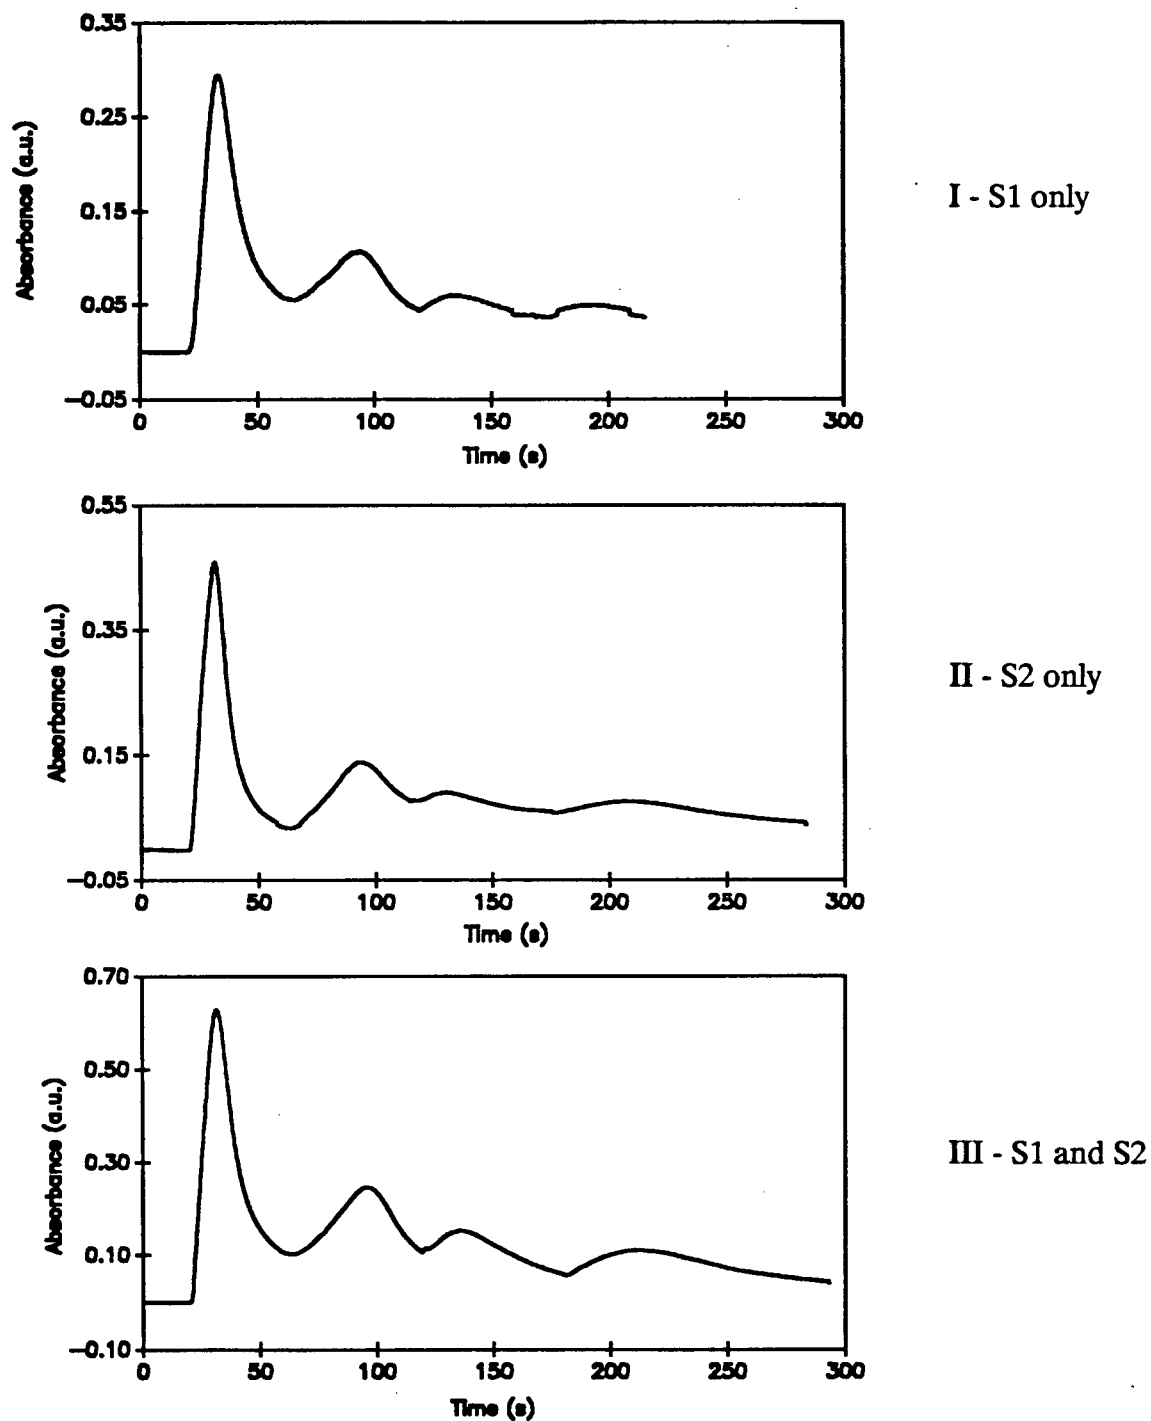 0.35
0.25
0.15
0.05
−0.05
Absorbance (a.u.)
0 50 100 150 200 250 300
Time (s)
I - S1 only
0.55
0.35
0.15
−0.05
Absorbance (a.u.)
0 50 100 150 200 250 300
Time (s)
II - S2 only
0.70
0.50
0.30
0.10
−0.10
Absorbance (a.u.)
0 50 100 150 200 250 300
Time (s)
III - S1 and S2